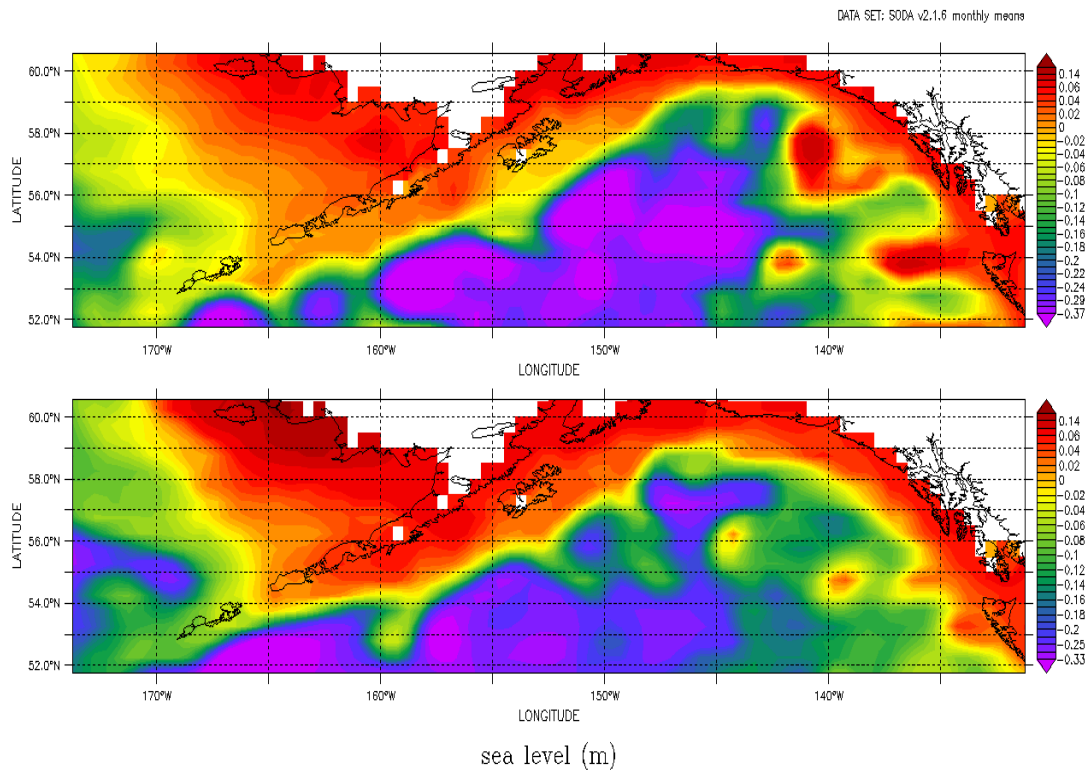 DATA SET: SODA v2.1.6 monthly means
60.0°N
58.0°N
56.0°N
54.0°N
52.0°N
LATITUDE
170°W
160°W
150°W
140°W
LONGITUDE
0.14
0.06
0.04
0.02
0
-0.02
-0.04
-0.06
-0.08
-0.1
-0.12
-0.14
-0.16
-0.18
-0.2
-0.22
-0.24
-0.29
-0.37
60.0°N
58.0°N
56.0°N
54.0°N
52.0°N
LATITUDE
170°W
160°W
150°W
140°W
LONGITUDE
0.14
0.08
0.06
0.04
0.02
0
-0.01
-0.03
-0.05
-0.08
-0.1
-0.12
-0.15
-0.18
-0.2
-0.25
-0.33
sea level (m)